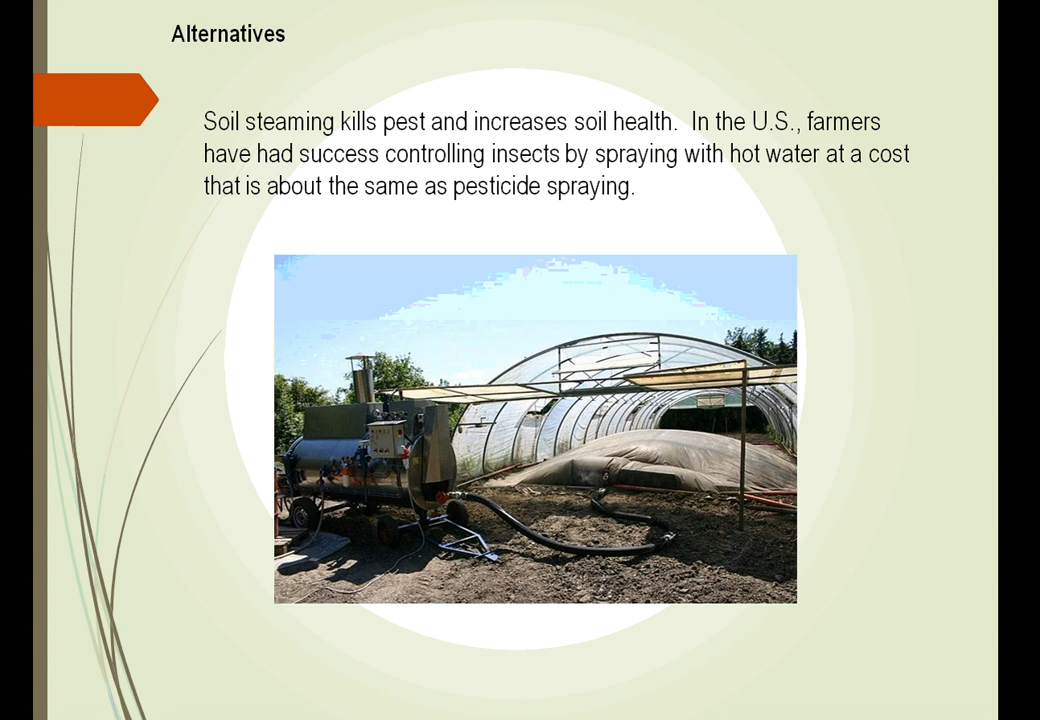 Alternatives
Soil steaming kills pest and increases soil health.  In the U.S., farmers
have had success controlling insects by spraying with hot water at a cost
that is about the same as pesticide spraying.